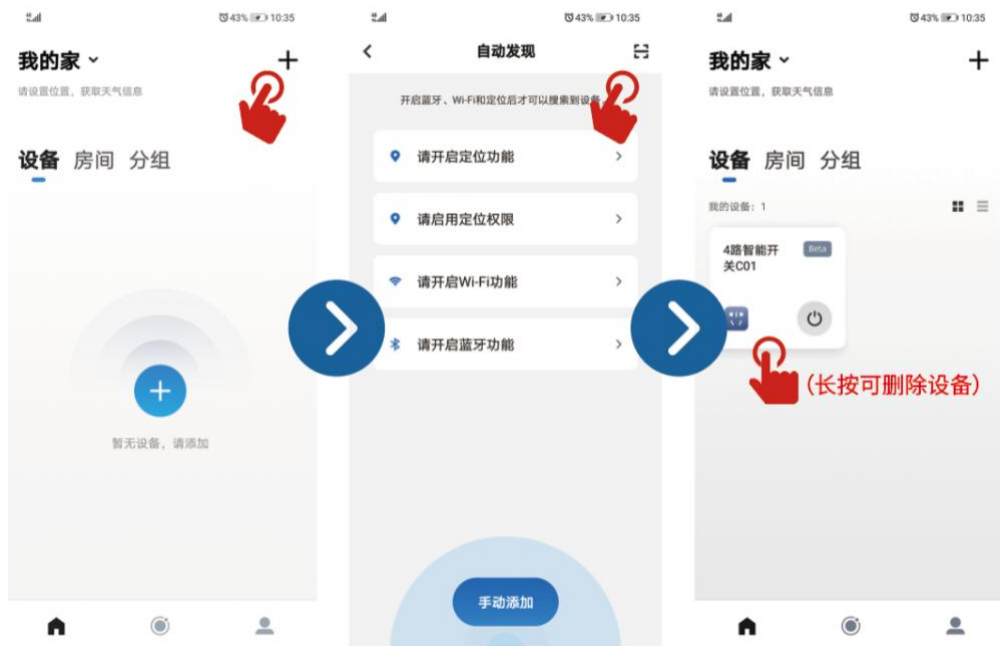 43% 10:35
我的家
请设置位置，获取天气信息
设备 房间 分组
暂无设备，请添加
43% 10:35
自动发现
开启蓝牙、Wi-Fi和定位后才可以搜索到设备
请开启定位功能
请启用定位权限
请开启Wi-Fi功能
请开启蓝牙功能
手动添加
43% 10:35
我的家
请设置位置，获取天气信息
设备 房间 分组
我的设备：1
4路智能开
关C01
Beta
（长按可删除设备）